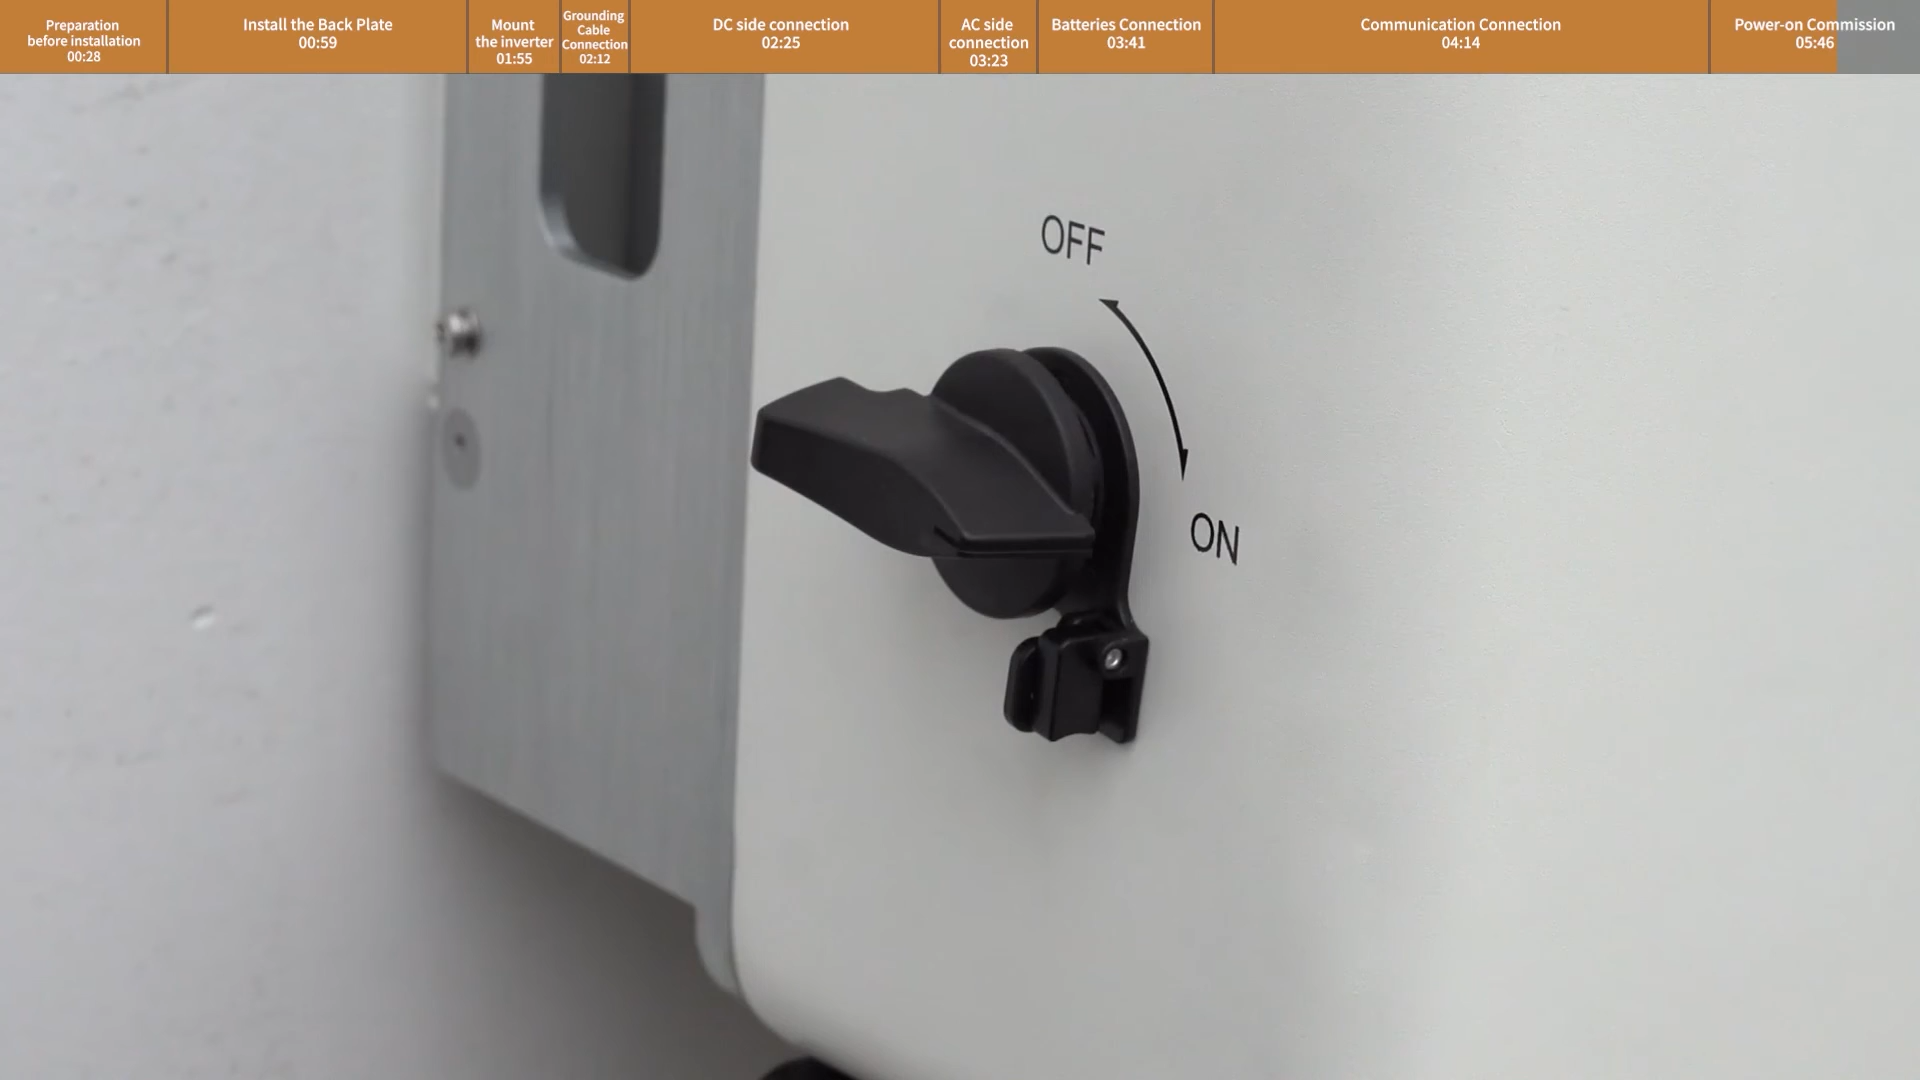 Preparation
before installation
00:28
Install the Back Plate
00:59
Mount
the inverter
01:55
Grounding
Cable
Connection
02:12
DC side connection
02:25
AC side
connection
03:23
Batteries Connection
03:41
Communication Connection
04:14
Power-on Commission
05:46
OFF
ON